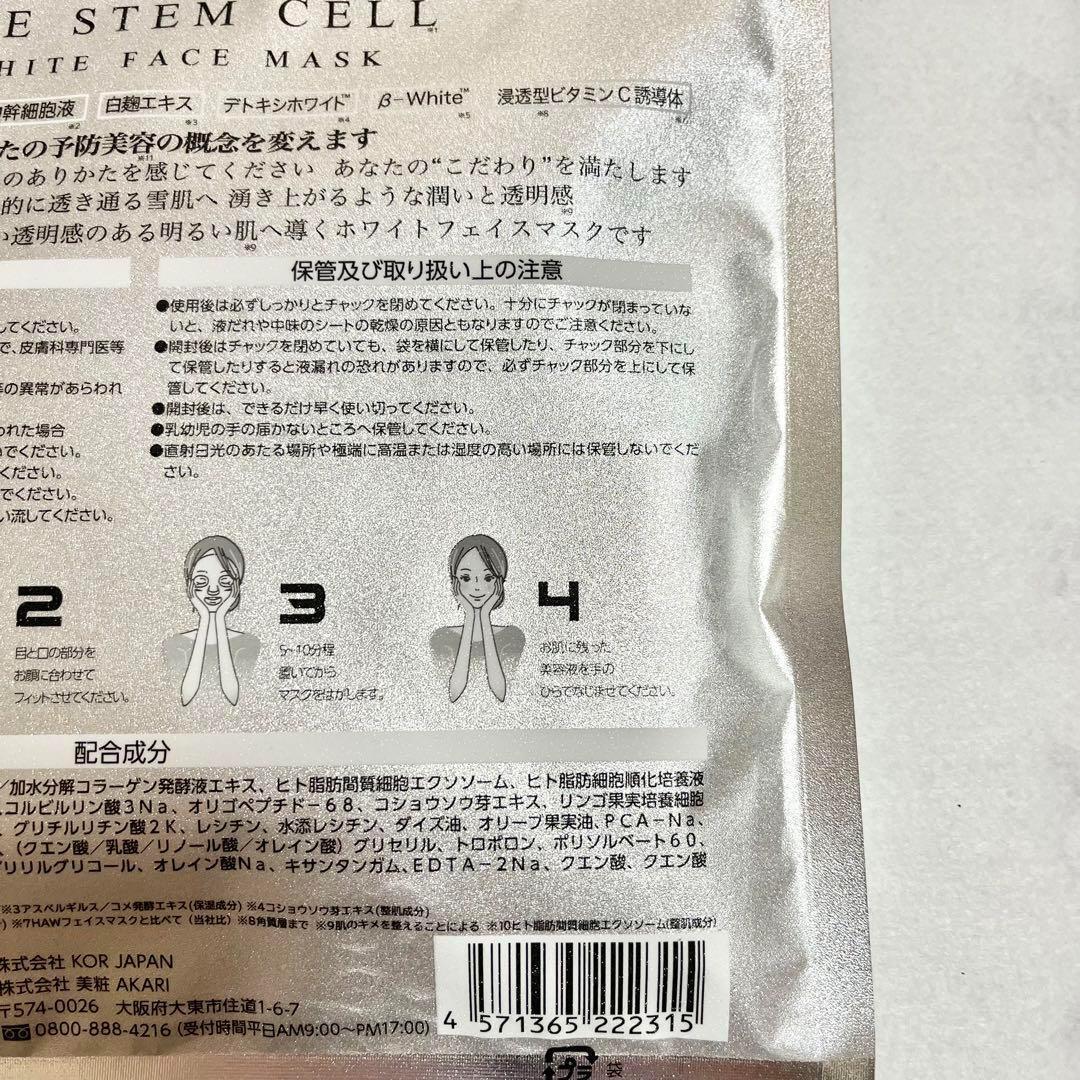 E STEM CELL※1
HITE FACE MASK
幹細胞液※2 白麹エキス※3 デトキシホワイト™※4 β-White™※5 浸透型ビタミンC誘導体
たの予防美容の概念を変えます
※11
のありかたを感じてください あなたの“こだわり”を満たします
的に透き通る雪肌へ 湧き上がるような潤いと透明感※9
い透明感のある明るい肌へ導くホワイトフェイスマスクです
※9
保管及び取り扱い上の注意
してください。
で、皮膚科専門医等
等の異常があらわれ
われた場合
でください。
ください。
でください。
い流してください。
●使用後は必ずしっかりとチャックを閉めてください。十分にチャックが閉まっていな
いと、液だれや中味のシートの乾燥の原因ともなりますのでご注意ください。
●開封後はチャックを閉めていても、袋を横にして保管したり、チャック部分を下にし
て保管したりすると液漏れの恐れがありますので、必ずチャック部分を上にして保
管してください。
●開封後は、できるだけ早く使い切ってください。
●乳幼児の手の届かないところへ保管してください。
●直射日光のあたる場所や極端に高温または湿度の高い場所には保管しないでくだ
さい。
2
目と口の部分を
お顔に合わせて
フィットさせてください。
3
5~10分程
置いてから
マスクをはがします。
4
お肌に残った
美容液を手の
ひらでなじませてください。
配合成分
/加水分解コラーゲン発酵液エキス、ヒト脂肪間質細胞エクソソーム、ヒト脂肪細胞順化培養液
スコルビルリン酸3Na、オリゴペプチド-68、コショウソウ芽エキス、リンゴ果実培養細胞
、グリチルリチン酸2K、レシチン、水添レシチン、ダイズ油、オリーブ果実油、PCA-Na、
、(クエン酸/乳酸/リノール酸/オレイン酸)グリセリル、トロポロン、ポリソルベート60、
グリリルグリコール、オレイン酸Na、キサンタンガム、EDTA-2Na、クエン酸、クエン酸
※3アスペルギルス/コメ発酵エキス(保湿成分) ※4コショウソウ芽エキス(整肌成分)
) ※7HAWフェイスマスクと比べて(当社比) ※8角質層まで ※9肌のキメを整えることによる ※10ヒト脂肪間質細胞エクソソーム(整肌成分)
株式会社 KOR JAPAN
株式会社 美粧 AKARI
〒574-0026 大阪府大東市住道1-6-7
0800-888-4216(受付時間平日AM9:00〜PM17:00)
4 571365 222315
プラ 袋